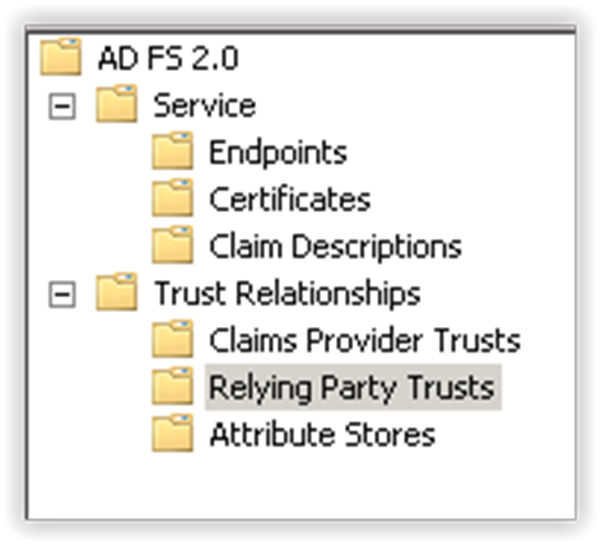 AD FS 2.0
Service
Endpoints
Certificates
Claim Descriptions
Trust Relationships
Claims Provider Trusts
Relying Party Trusts
Attribute Stores